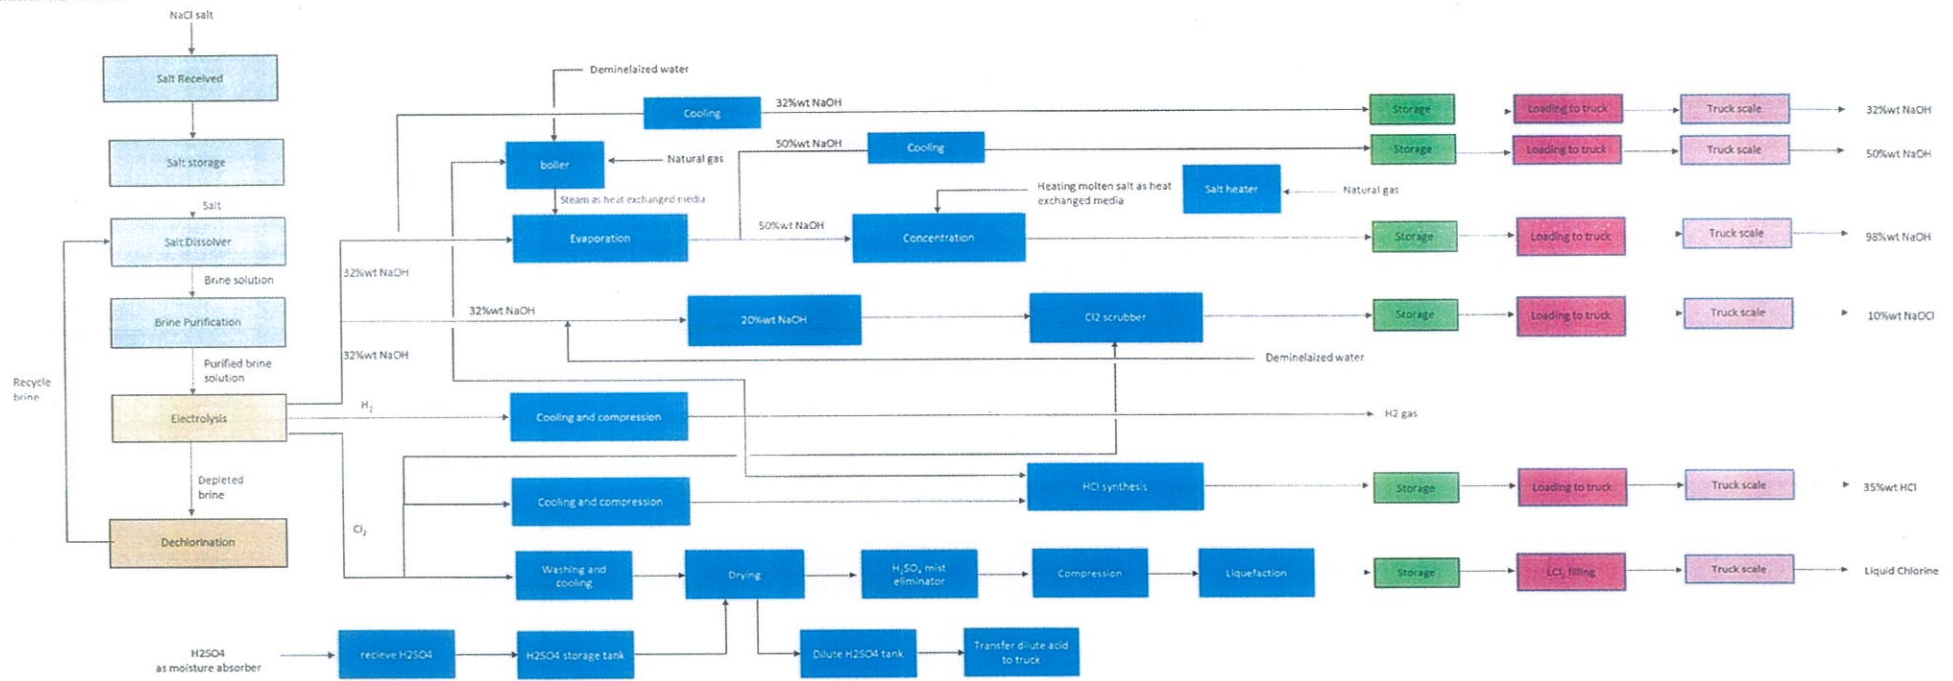 NaCl salt
Salt Received
Salt storage
Salt
Salt Dissolver
Brine solution
Brine Purification
Purified brine
solution
Electrolysis
Depleted
brine
Dechlorination
Recycle
brine
32%wt NaOH
32%wt NaOH
H₂
Cl₂
Deminelaized water
Cooling
32%wt NaOH
Storage
Loading to truck
Truck scale
32%wt NaOH
boiler
Natural gas
50%wt NaOH
Cooling
Storage
Loading to truck
Truck scale
50%wt NaOH
Steam as heat exchanged media
Heating molten salt as heat
exchanged media
Salt heater
Natural gas
Evaporation
50%wt NaOH
Concentration
Storage
Loading to truck
Truck scale
98%wt NaOH
32%wt NaOH
20%wt NaOH
Cl2 scrubber
Storage
Loading to truck
Truck scale
10%wt NaOCl
Deminelaized water
Cooling and compression
H2 gas
Cooling and compression
HCl synthesis
Storage
Loading to truck
Truck scale
35%wt HCl
Washing and
cooling
Drying
H₂SO₄ mist
eliminator
Compression
Liquefaction
Storage
LCl₂ filling
Truck scale
Liquid Chlorine
H2SO4
as moisture absorber
recieve H2SO4
H2SO4 storage tank
Dilute H2SO4 tank
Transfer dilute acid
to truck